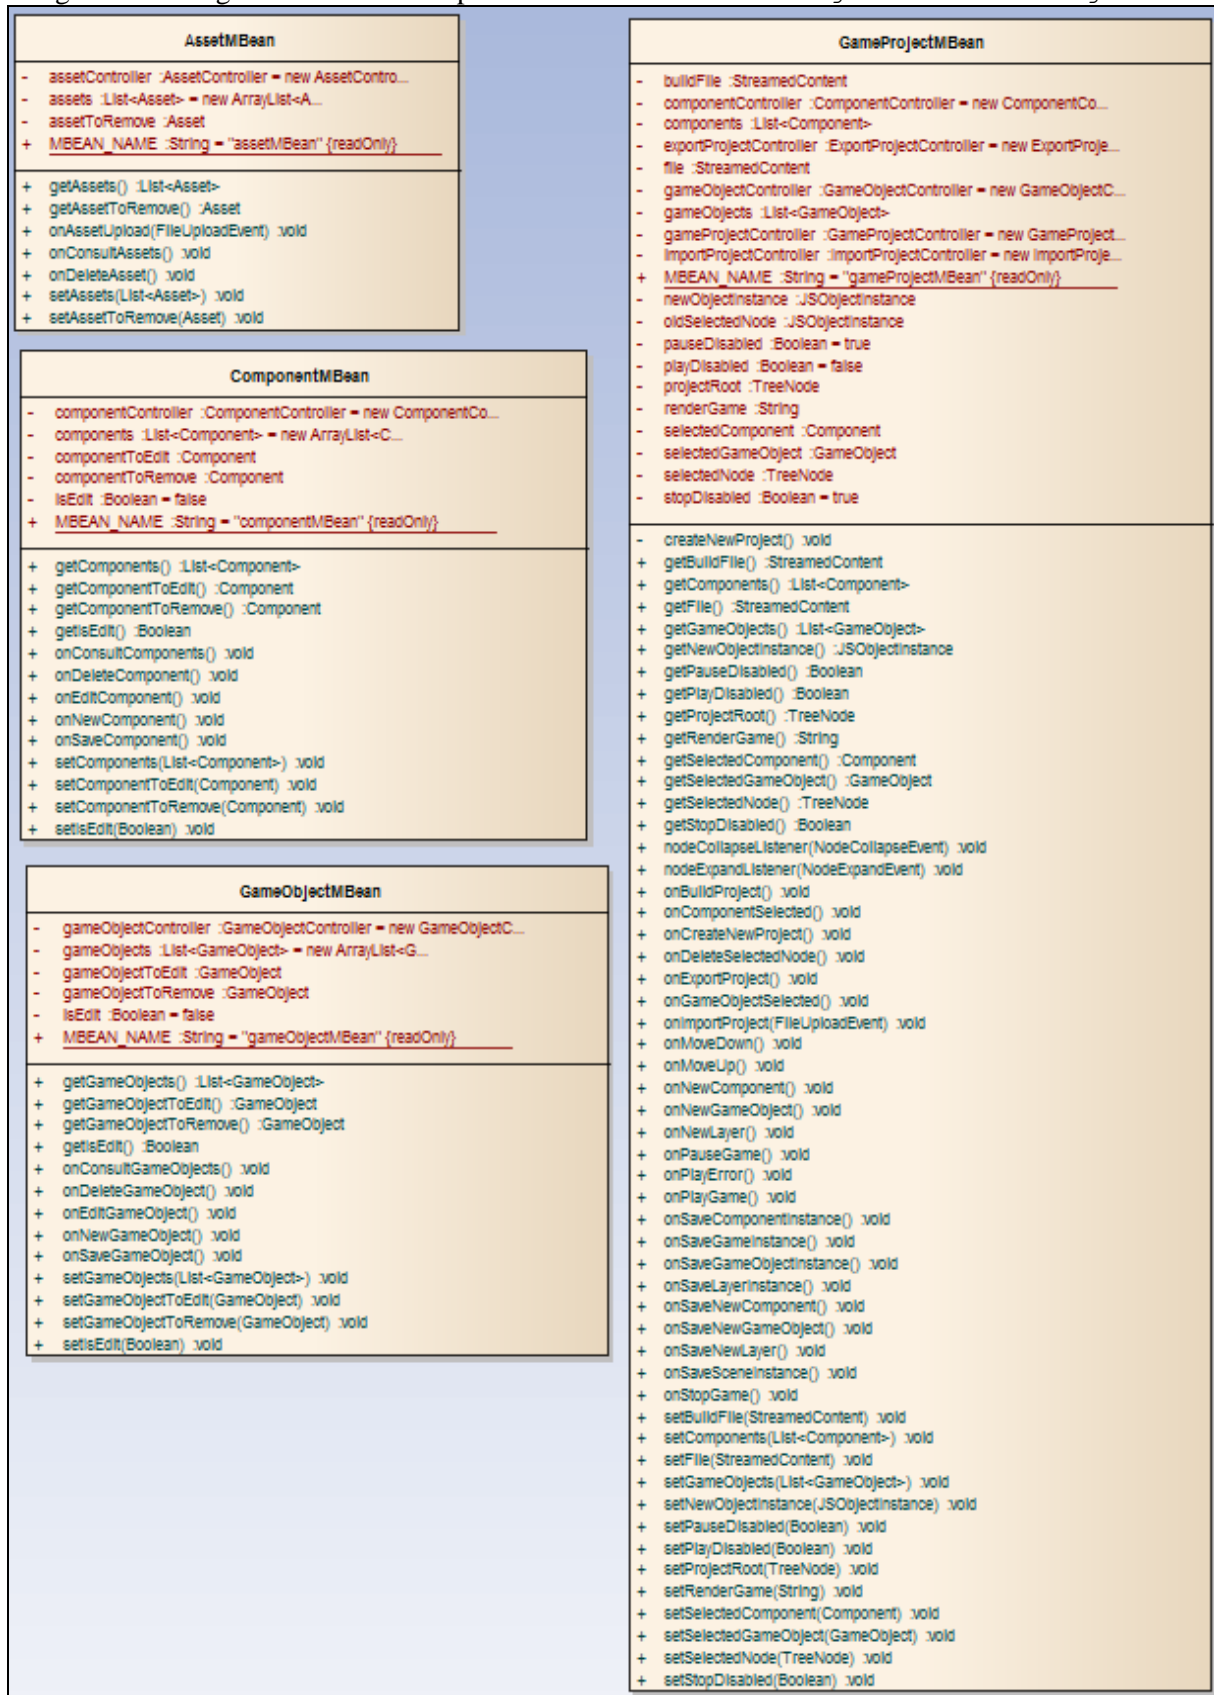 AssetMBean
- assetController :AssetController = new AssetContro...
- assets :List<Asset> = new ArrayList<A...
- assetToRemove :Asset
+ MBEAN_NAME :String = "assetMBean" {readOnly}
+ getAssets() :List<Asset>
+ getAssetToRemove() :Asset
+ onAssetUpload(FileUploadEvent) :void
+ onConsultAssets() :void
+ onDeleteAsset() :void
+ setAssets(List<Asset>) :void
+ setAssetToRemove(Asset) :void
ComponentMBean
- componentController :ComponentController = new ComponentCo...
- components :List<Component> = new ArrayList<C...
- componentToEdit :Component
- componentToRemove :Component
- isEdit :Boolean = false
+ MBEAN_NAME :String = "componentMBean" {readOnly}
+ getComponents() :List<Component>
+ getComponentToEdit() :Component
+ getComponentToRemove() :Component
+ getIsEdit() :Boolean
+ onConsultComponents() :void
+ onDeleteComponent() :void
+ onEditComponent() :void
+ onNewComponent() :void
+ onSaveComponent() :void
+ setComponents(List<Component>) :void
+ setComponentToEdit(Component) :void
+ setComponentToRemove(Component) :void
+ setIsEdit(Boolean) :void
GameObjectMBean
- gameObjectController :GameObjectController = new GameObjectC...
- gameObjects :List<GameObject> = new ArrayList<G...
- gameObjectToEdit :GameObject
- gameObjectToRemove :GameObject
- isEdit :Boolean = false
+ MBEAN_NAME :String = "gameObjectMBean" {readOnly}
+ getGameObjects() :List<GameObject>
+ getGameObjectToEdit() :GameObject
+ getGameObjectToRemove() :GameObject
+ getIsEdit() :Boolean
+ onConsultGameObjects() :void
+ onDeleteGameObject() :void
+ onEditGameObject() :void
+ onNewGameObject() :void
+ onSaveGameObject() :void
+ setGameObjects(List<GameObject>) :void
+ setGameObjectToEdit(GameObject) :void
+ setGameObjectToRemove(GameObject) :void
+ setIsEdit(Boolean) :void
GameProjectMBean
- buildFile :StreamedContent
- componentController :ComponentController = new ComponentCo...
- components :List<Component>
- exportProjectController :ExportProjectController = new ExportProje...
- file :StreamedContent
- gameObjectController :GameObjectController = new GameObjectC...
- gameObjects :List<GameObject>
- gameProjectController :GameProjectController = new GameProject...
- importProjectController :ImportProjectController = new ImportProje...
+ MBEAN_NAME :String = "gameProjectMBean" {readOnly}
- newObjectInstance :JSObjectInstance
- oldSelectedNode :JSObjectInstance
- pauseDisabled :Boolean = true
- playDisabled :Boolean = false
- projectRoot :TreeNode
- renderGame :String
- selectedComponent :Component
- selectedGameObject :GameObject
- selectedNode :TreeNode
- stopDisabled :Boolean = true
- createNewProject() :void
+ getBuildFile() :StreamedContent
+ getComponents() :List<Component>
+ getFile() :StreamedContent
+ getGameObjects() :List<GameObject>
+ getNewObjectInstance() :JSObjectInstance
+ getPauseDisabled() :Boolean
+ getPlayDisabled() :Boolean
+ getProjectRoot() :TreeNode
+ getRenderGame() :String
+ getSelectedComponent() :Component
+ getSelectedGameObject() :GameObject
+ getSelectedNode() :TreeNode
+ getStopDisabled() :Boolean
+ nodeCollapseListener(NodeCollapseEvent) :void
+ nodeExpandListener(NodeExpandEvent) :void
+ onBuildProject() :void
+ onComponentSelected() :void
+ onCreateNewProject() :void
+ onDeleteSelectedNode() :void
+ onExportProject() :void
+ onGameObjectSelected() :void
+ onImportProject(FileUploadEvent) :void
+ onMoveDown() :void
+ onMoveUp() :void
+ onNewComponent() :void
+ onNewGameObject() :void
+ onNewLayer() :void
+ onPauseGame() :void
+ onPlayError() :void
+ onPlayGame() :void
+ onSaveComponentInstance() :void
+ onSaveGameInstance() :void
+ onSaveGameObjectInstance() :void
+ onSaveLayerInstance() :void
+ onSaveNewComponent() :void
+ onSaveNewGameObject() :void
+ onSaveNewLayer() :void
+ onSaveSceneInstance() :void
+ onStopGame() :void
+ setBuildFile(StreamedContent) :void
+ setComponents(List<Component>) :void
+ setFile(StreamedContent) :void
+ setGameObjects(List<GameObject>) :void
+ setNewObjectInstance(JSObjectInstance) :void
+ setPauseDisabled(Boolean) :void
+ setPlayDisabled(Boolean) :void
+ setProjectRoot(TreeNode) :void
+ setRenderGame(String) :void
+ setSelectedComponent(Component) :void
+ setSelectedGameObject(GameObject) :void
+ setSelectedNode(TreeNode) :void
+ setStopDisabled(Boolean) :void